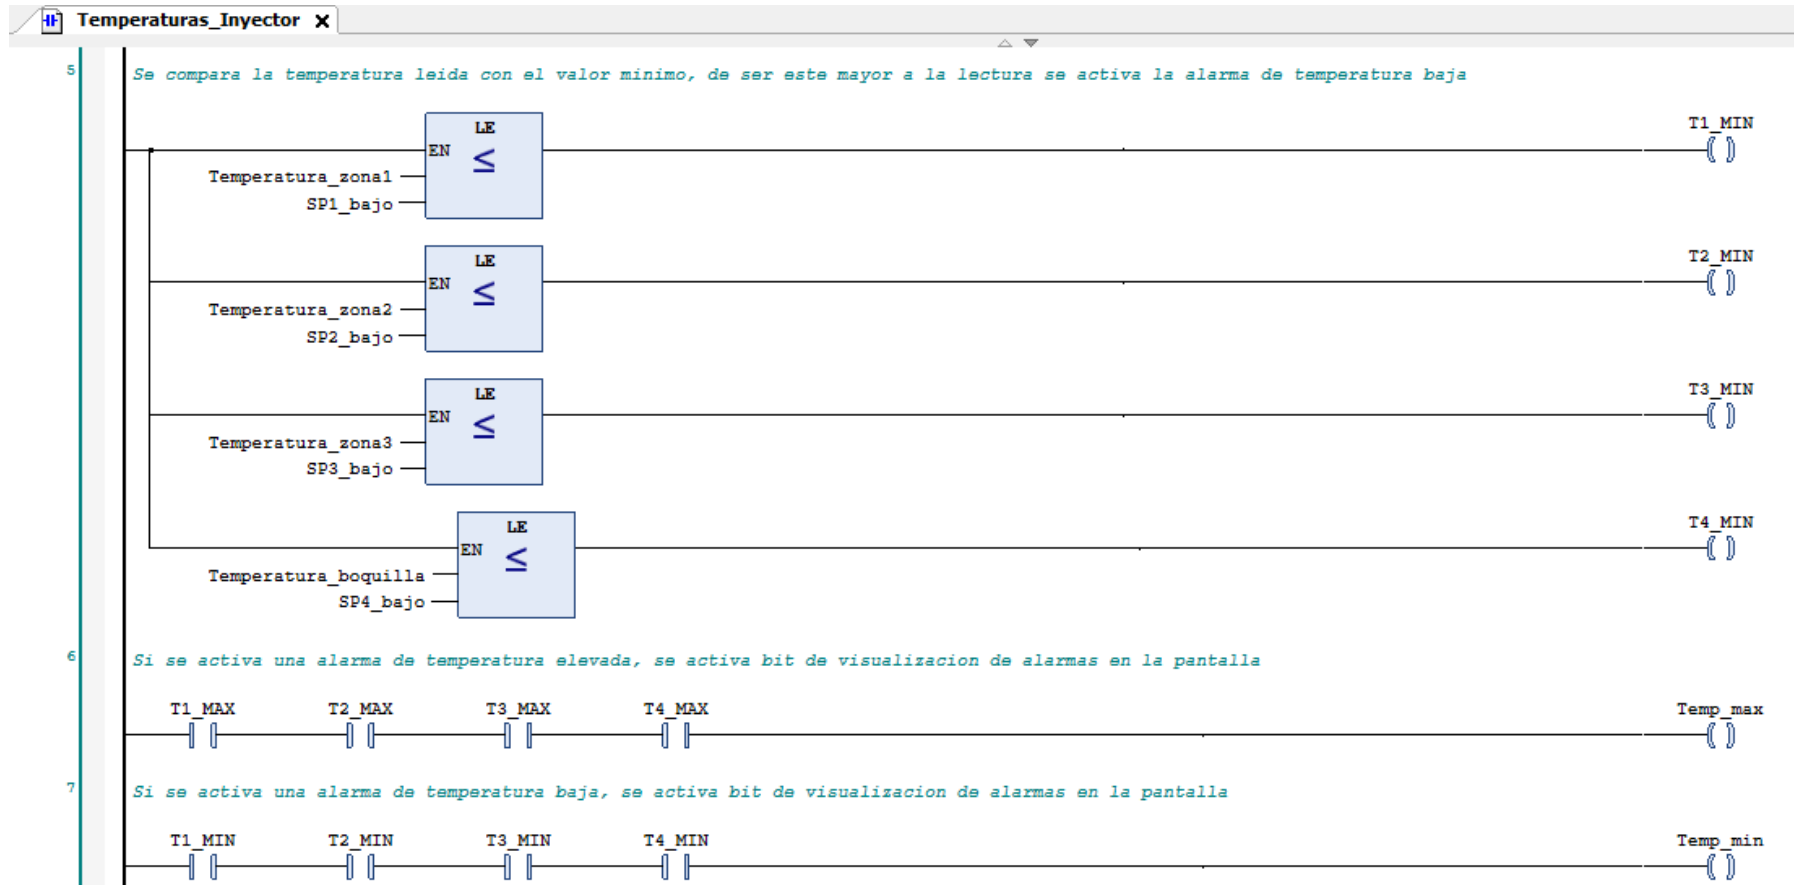 Temperaturas_Inyector
5
Se compara la temperatura leida con el valor minimo, de ser este mayor a la lectura se activa la alarma de temperatura baja
LE
T1_MIN
EN ≤
Temperatura_zona1
SP1_bajo
LE
T2_MIN
EN ≤
Temperatura_zona2
SP2_bajo
LE
T3_MIN
EN ≤
Temperatura_zona3
SP3_bajo
LE
T4_MIN
EN ≤
Temperatura_boquilla
SP4_bajo
6
Si se activa una alarma de temperatura elevada, se activa bit de visualizacion de alarmas en la pantalla
T1_MAX T2_MAX T3_MAX T4_MAX Temp_max
7
Si se activa una alarma de temperatura baja, se activa bit de visualizacion de alarmas en la pantalla
T1_MIN T2_MIN T3_MIN T4_MIN Temp_min